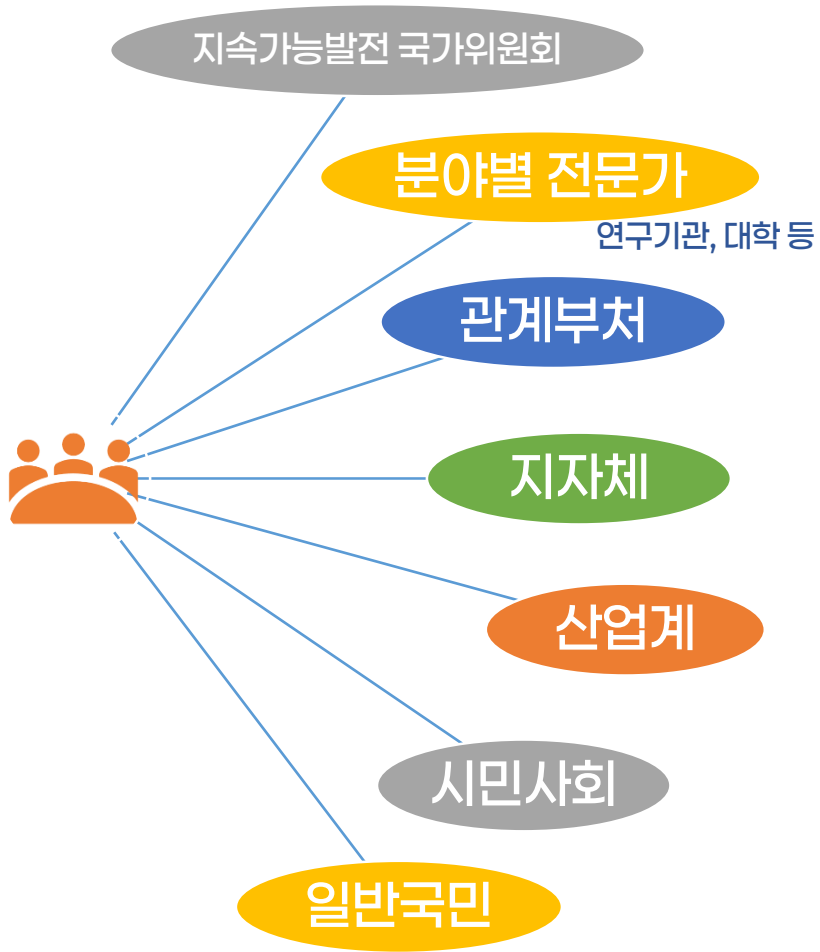 지속가능발전 국가위원회
분야별 전문가
연구기관, 대학 등
관계부처
지자체
산업계
시민사회
일반국민